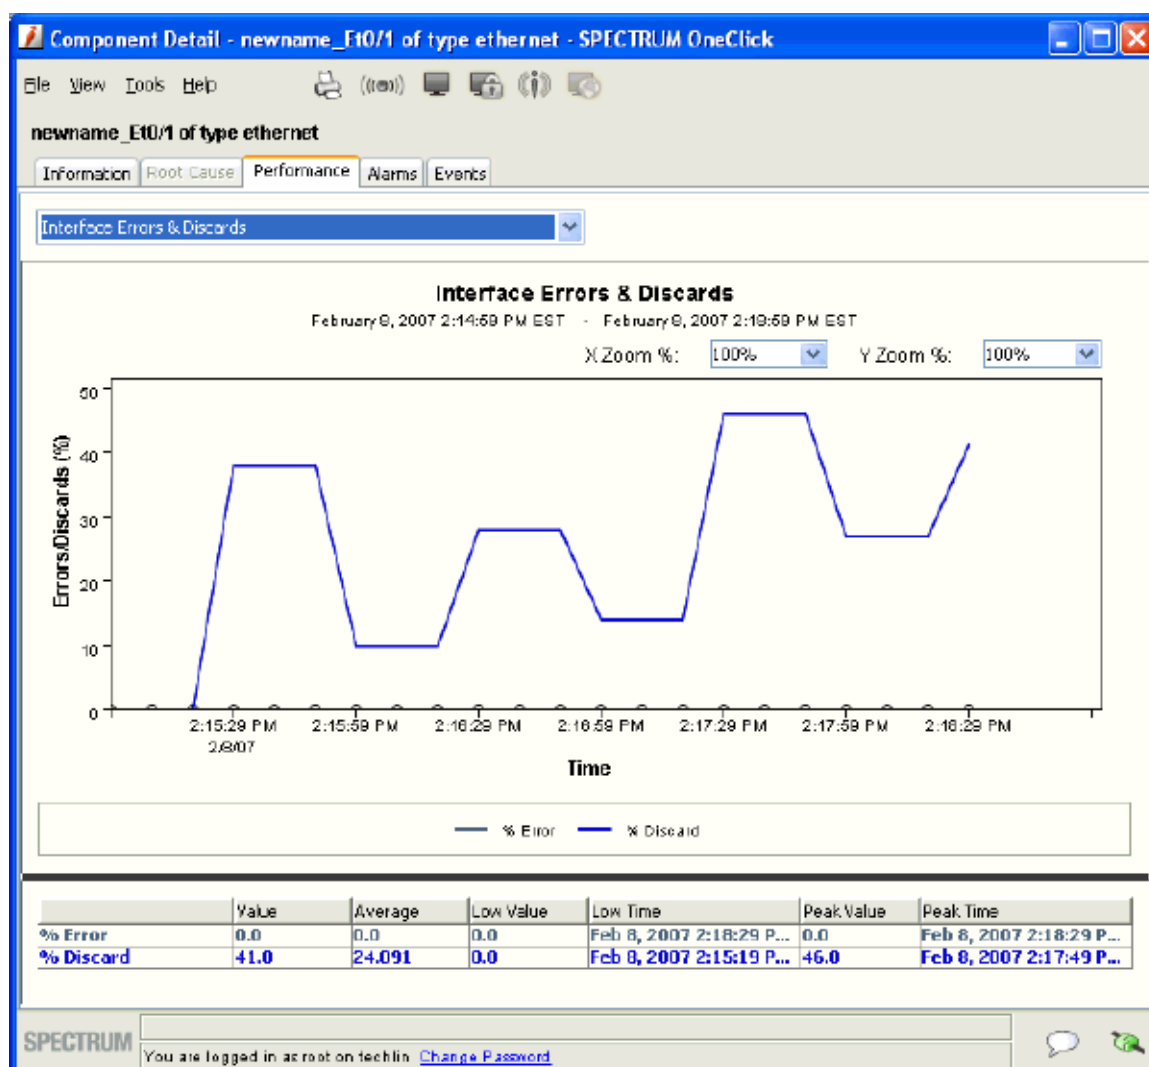 Component Detail - newname_Et0/1 of type ethernet - SPECTRUM OneClick
File View Tools Help
newname_Et0/1 of type ethernet
Information Root Cause Performance Alarms Events
Interface Errors & Discards
Interface Errors & Discards
February 8, 2007 2:14:59 PM EST - February 8, 2007 2:19:59 PM EST
X Zoom %: 100% Y Zoom %: 100%
Errors/Discards (%)
50
40
30
20
10
0
2:15:29 PM 2:15:59 PM 2:16:29 PM 2:16:59 PM 2:17:29 PM 2:17:59 PM 2:18:29 PM
2/8/07
Time
% Error % Discard
Value Average Low Value Low Time Peak Value Peak Time
% Error 0.0 0.0 0.0 Feb 8, 2007 2:18:29 P... 0.0 Feb 8, 2007 2:18:29 P...
% Discard 41.0 24.091 0.0 Feb 8, 2007 2:15:19 P... 46.0 Feb 8, 2007 2:17:49 P...
SPECTRUM
You are logged in as root on techlin Change Password